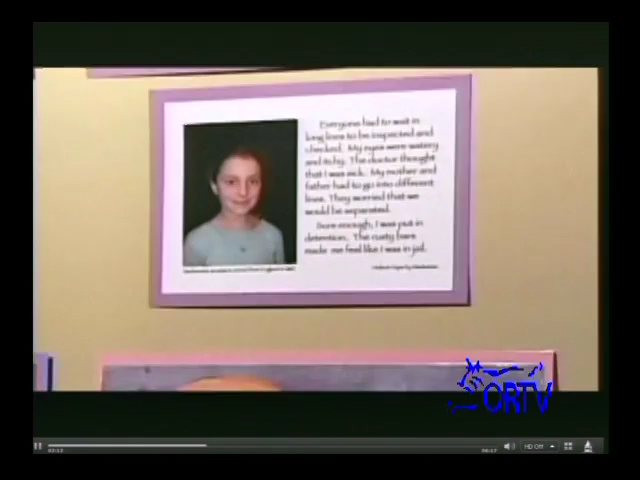 Everyone had to wait in
long lines to be inspected and
checked. My eyes were watery
and itchy. The doctor thought
that I was sick. My mother and
father had to go into different
lines. They worried that we
would be separated.
Sure enough, I was put in
detention. The rusty bars
made me feel like I was in jail.
ORTV
HD Off